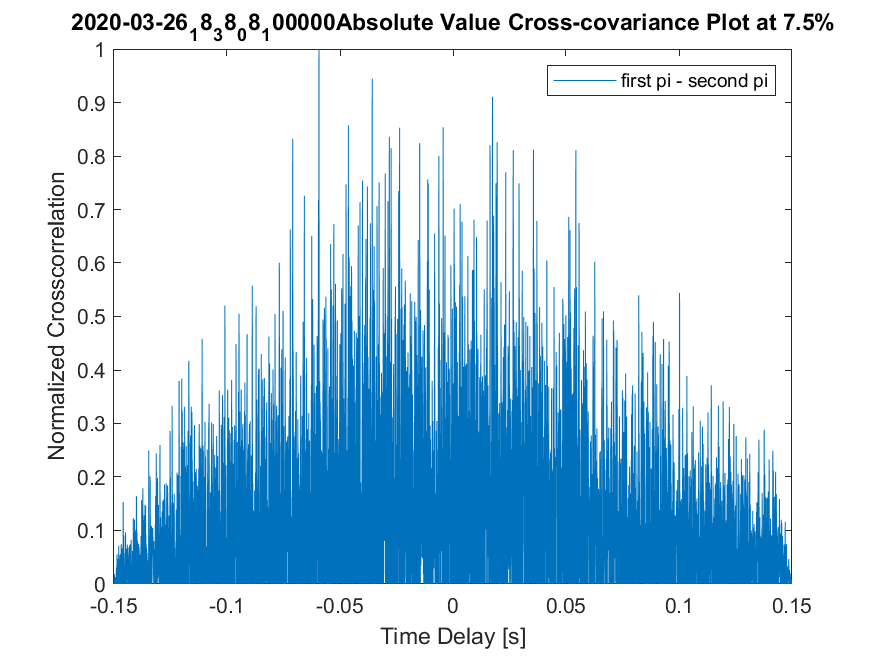 2020-03-26₁8₃8₀8₁00000Absolute Value Cross-covariance Plot at 7.5%
first pi - second pi
Normalized Crosscorrelation
1
0.9
0.8
0.7
0.6
0.5
0.4
0.3
0.2
0.1
0
-0.15 -0.1 -0.05 0 0.05 0.1 0.15
Time Delay [s]